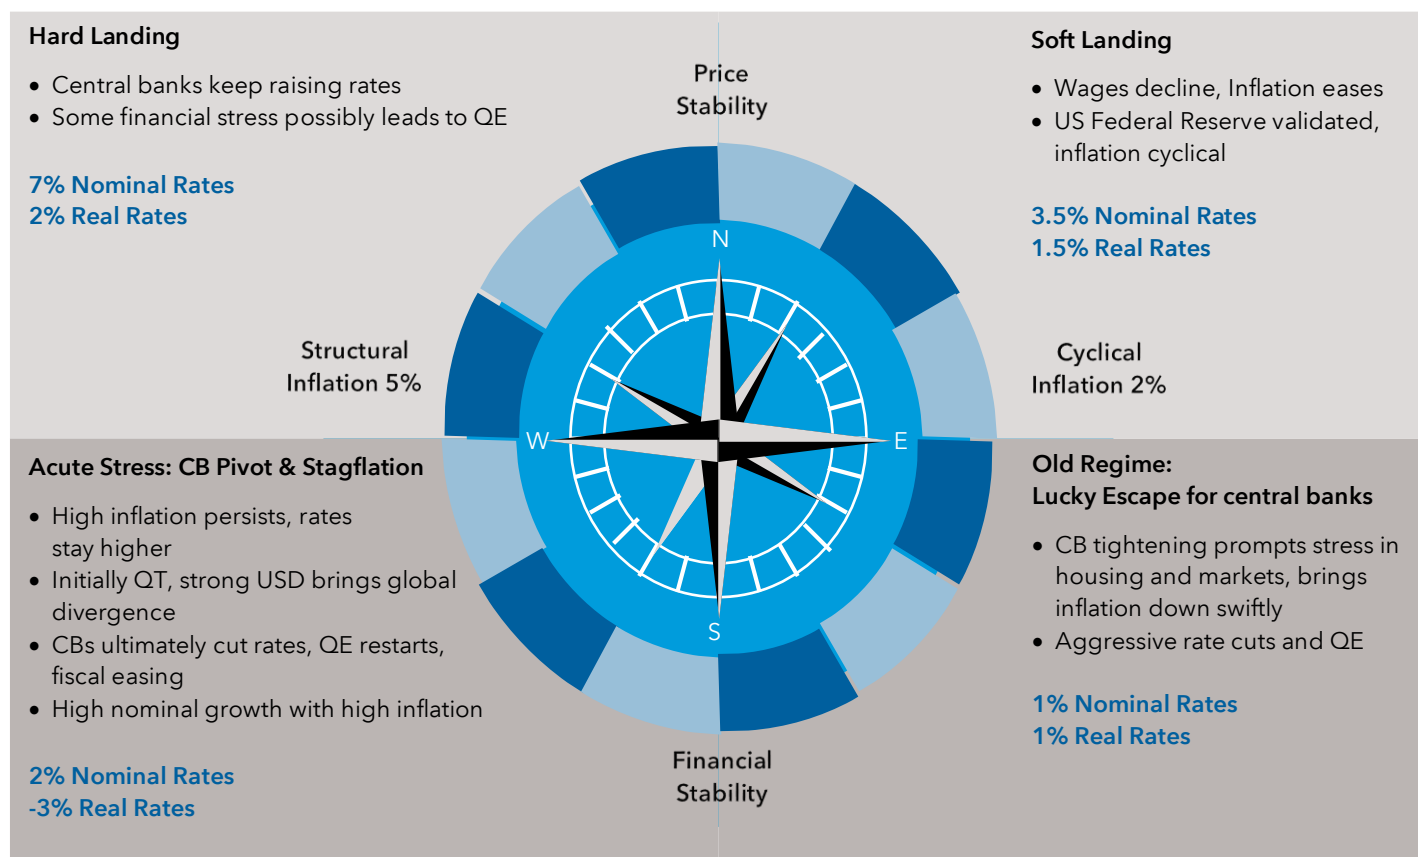 Hard Landing
• Central banks keep raising rates
• Some financial stress possibly leads to QE
7% Nominal Rates
2% Real Rates
Price
Stability
Soft Landing
• Wages decline, Inflation eases
• US Federal Reserve validated,
inflation cyclical
3.5% Nominal Rates
1.5% Real Rates
Structural
Inflation 5%
Cyclical
Inflation 2%
N
W
E
S
Acute Stress: CB Pivot & Stagflation
• High inflation persists, rates
stay higher
• Initially QT, strong USD brings global
divergence
• CBs ultimately cut rates, QE restarts,
fiscal easing
• High nominal growth with high inflation
2% Nominal Rates
-3% Real Rates
Financial
Stability
Old Regime:
Lucky Escape for central banks
• CB tightening prompts stress in
housing and markets, brings
inflation down swiftly
• Aggressive rate cuts and QE
1% Nominal Rates
1% Real Rates